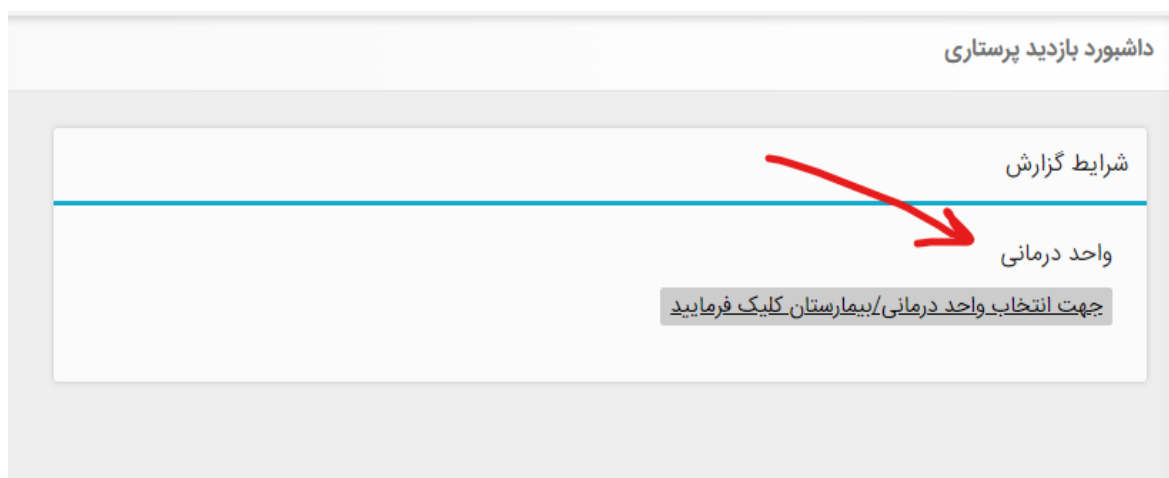 داشبورد بازدید پرستاری
شرایط گزارش
واحد درمانی
جهت انتخاب واحد درمانی/بیمارستان کلیک فرمایید